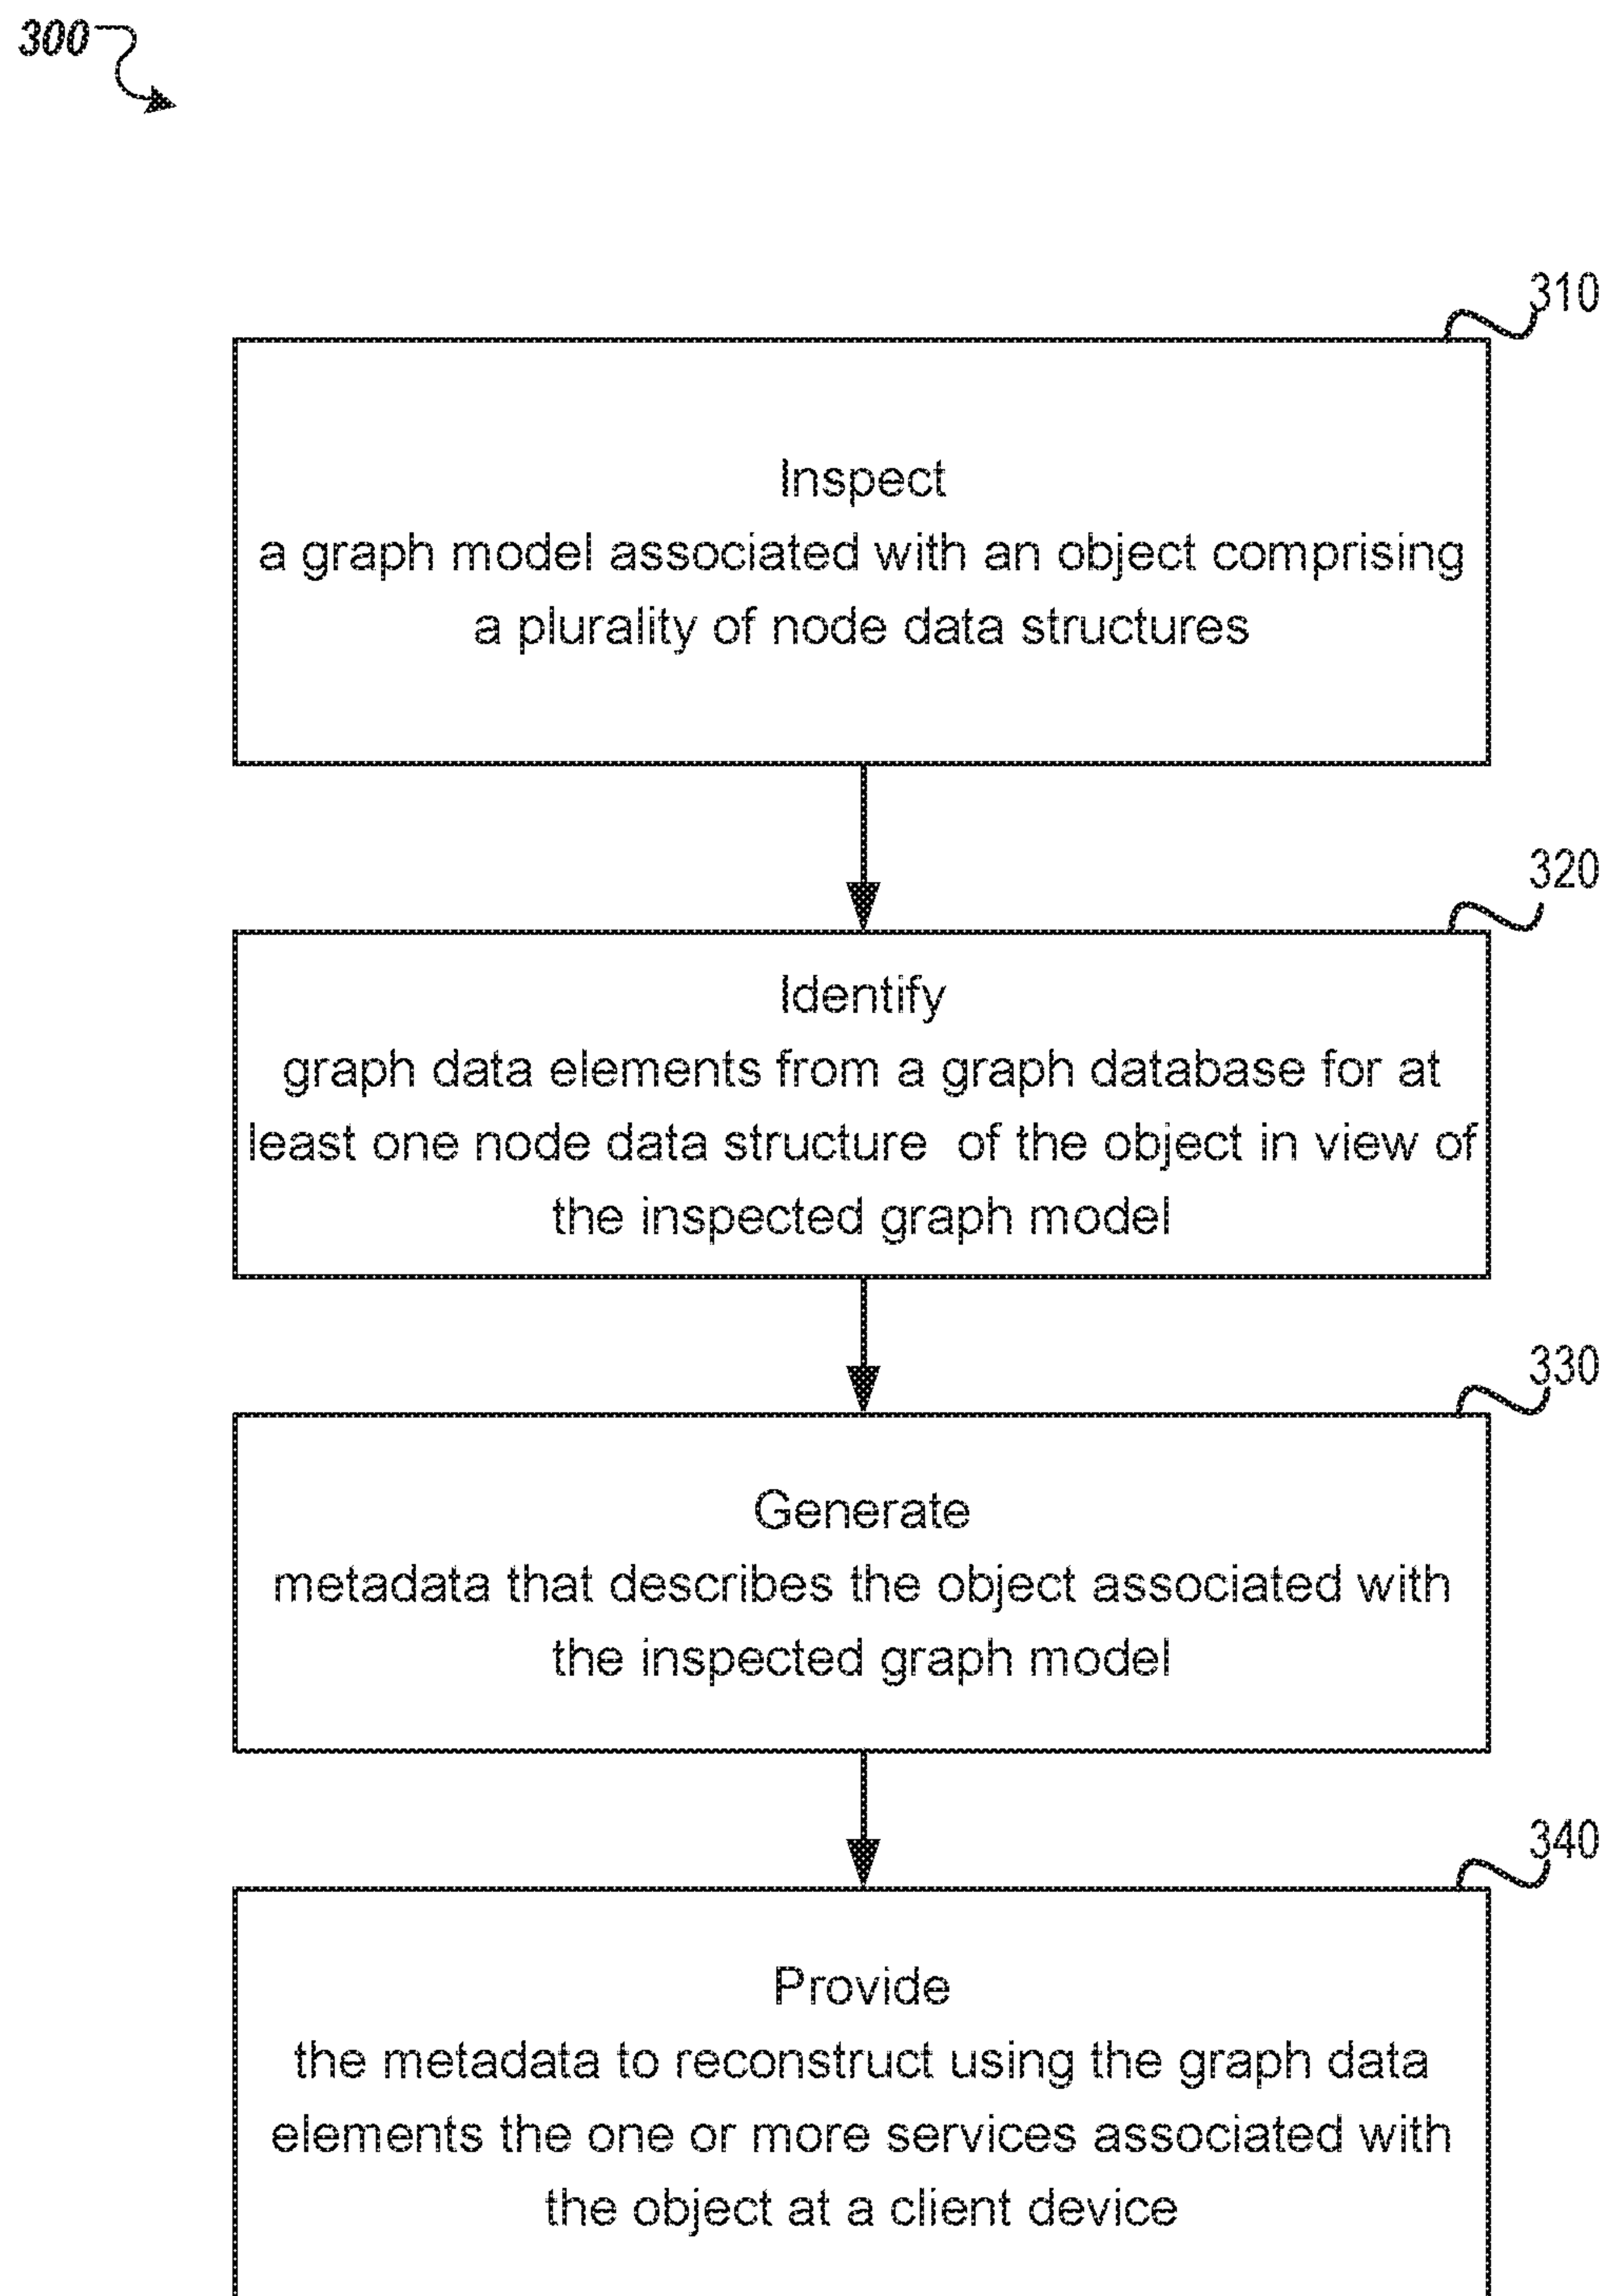 300
310
Inspect
a graph model associated with an object comprising
a plurality of node data structures
320
Identify
graph data elements from a graph database for at
least one node data structure of the object in view of
the inspected graph model
330
Generate
metadata that describes the object associated with
the inspected graph model
340
Provide
the metadata to reconstruct using the graph data
elements the one or more services associated with
the object at a client device